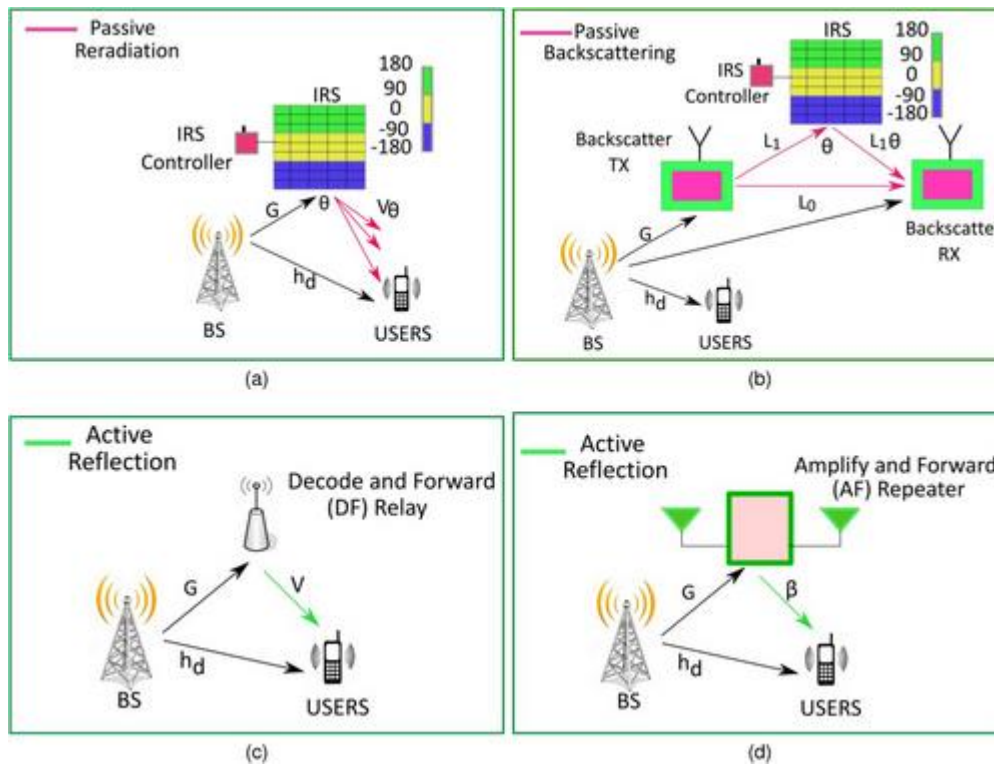 Passive
Reradiation
180
90
0
-90
-180
IRS
IRS
Controller
G
θ
Vθ
hd
BS
USERS
(a)
Passive
Backscattering
IRS
180
90
0
-90
-180
IRS
Controller
Backscatter
TX
L1
θ
L1θ
L0
G
Backscatter
RX
hd
BS
USERS
(b)
Active
Reflection
Decode and Forward
(DF) Relay
G
V
hd
BS
USERS
(c)
Active
Reflection
Amplify and Forward
(AF) Repeater
G
β
hd
BS
USERS
(d)